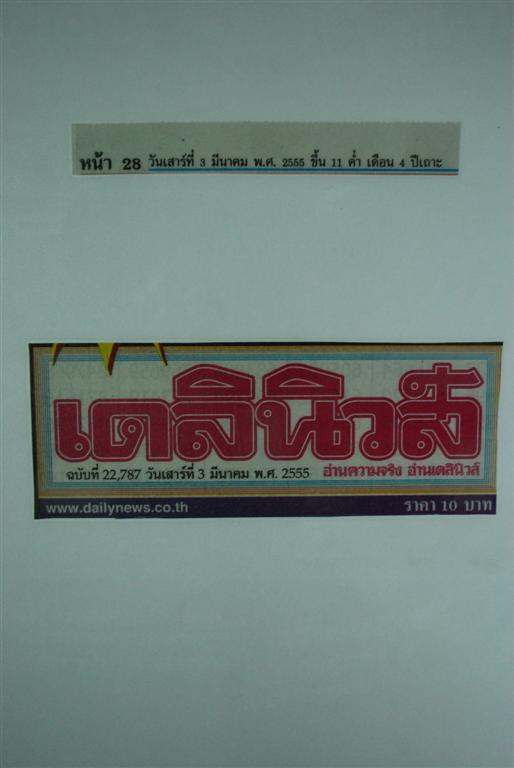 หน้า 28 วันเสาร์ที่ 3 มีนาคม พ.ศ. 2555 ขึ้น 11 ค่ำ เดือน 4 ปีเถาะ
เดลินิวส์
ฉบับที่ 22,787 วันเสาร์ที่ 3 มีนาคม พ.ศ. 2555 อ่านความจริง อ่านเดลินิวส์
www.dailynews.co.th ราคา 10 บาท